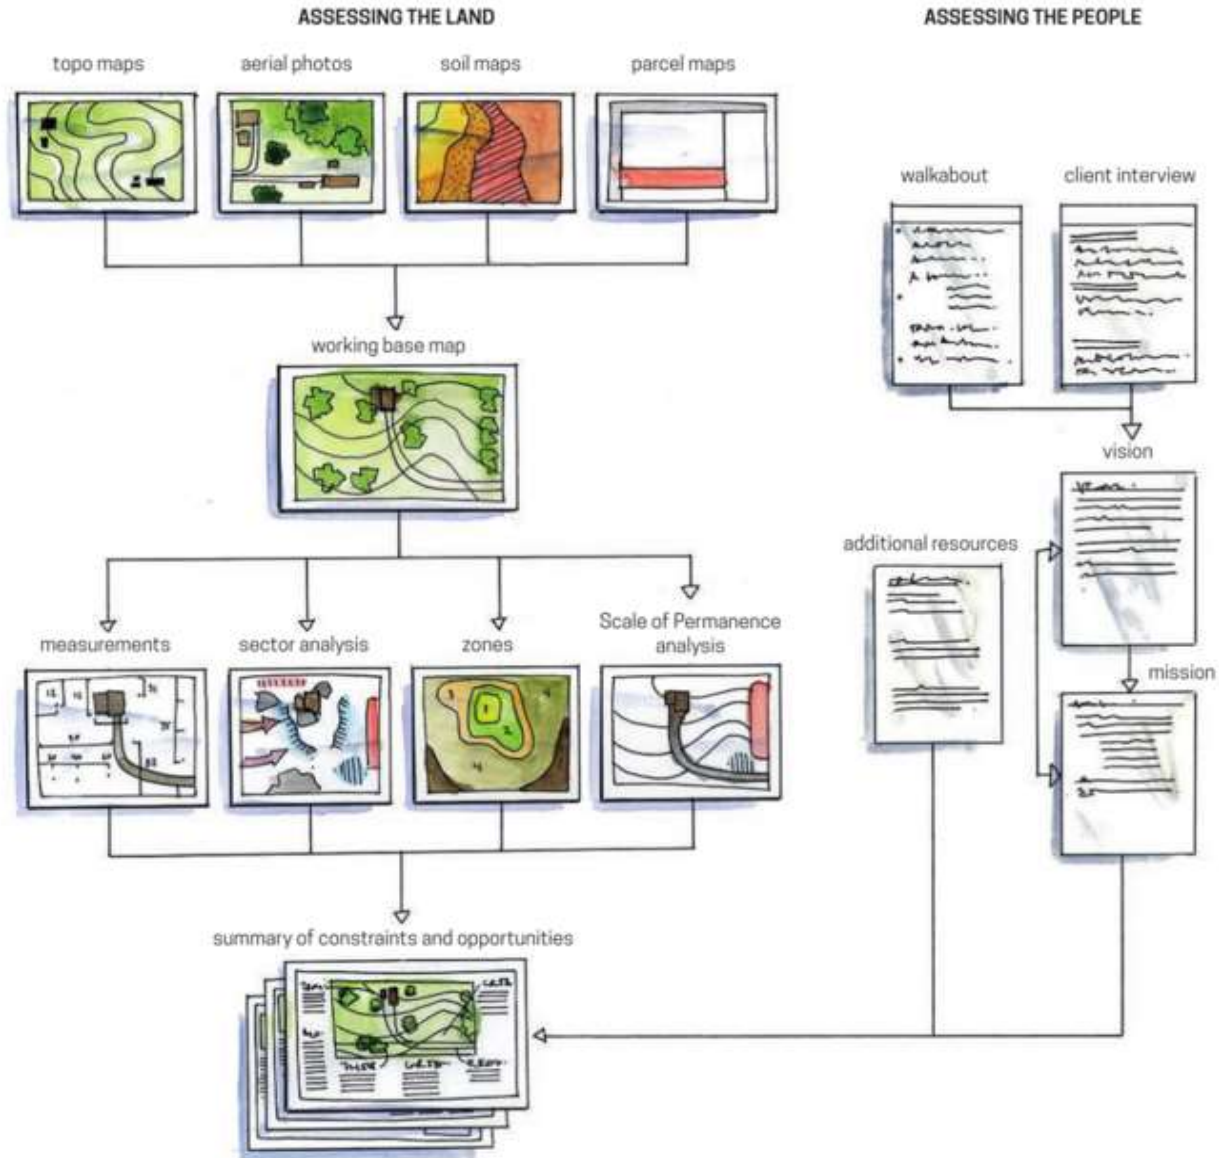 ASSESSING THE LAND
ASSESSING THE PEOPLE
topo maps
aerial photos
soil maps
parcel maps
walkabout
client interview
working base map
vision
additional resources
measurements
sector analysis
zones
Scale of Permanence
analysis
mission
summary of constraints and opportunities